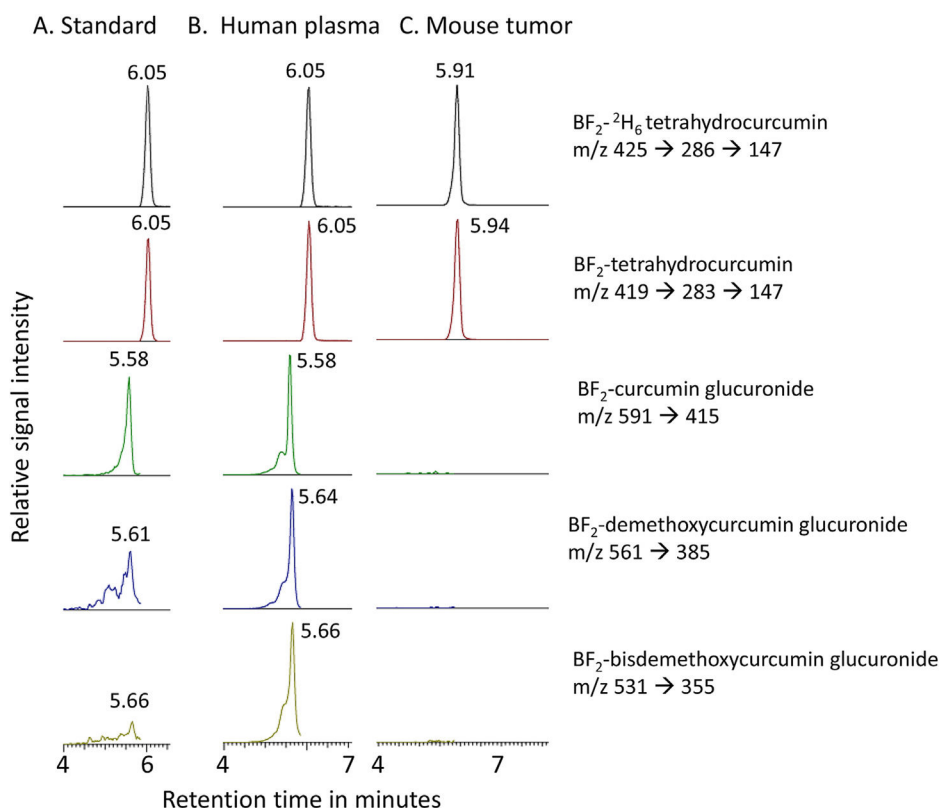 A. Standard B. Human plasma C. Mouse tumor
6.05 6.05 5.91
BF₂-²H₆ tetrahydrocurcumin
m/z 425 → 286 → 147
6.05 6.05 5.94
BF₂-tetrahydrocurcumin
m/z 419 → 283 → 147
Relative signal intensity
5.58 5.58
BF₂-curcumin glucuronide
m/z 591 → 415
5.61 5.64
BF₂-demethoxycurcumin glucuronide
m/z 561 → 385
5.66 5.66
BF₂-bisdemethoxycurcumin glucuronide
m/z 531 → 355
4 6 4 7 4 7
Retention time in minutes